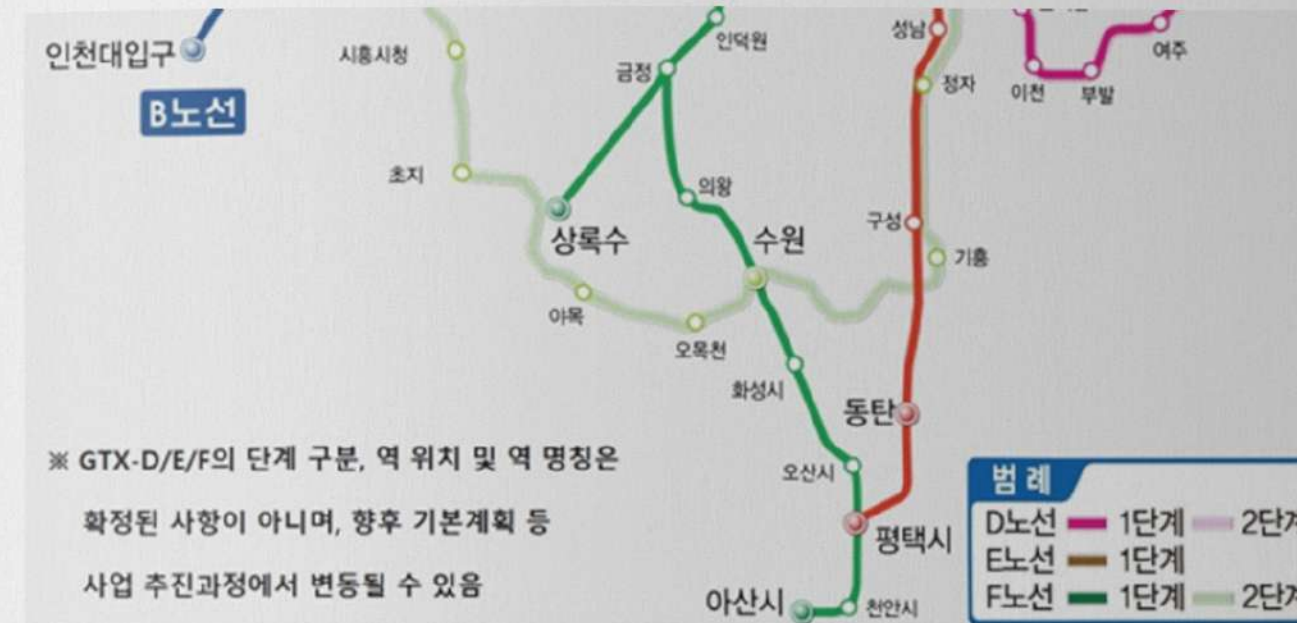 인천대입구
B노선
시흥시청
금정
인덕원
성남
정자
이천
부발
여주
초지
상록수
의왕
수원
구성
기흥
야목
오목천
화성시
동탄
오산시
평택시
아산시
천안시
※ GTX-D/E/F의 단계 구분, 역 위치 및 역 명칭은
확정된 사항이 아니며, 향후 기본계획 등
사업 추진과정에서 변동될 수 있음
범례
D노선 1단계 2단계
E노선 1단계
F노선 1단계 2단계